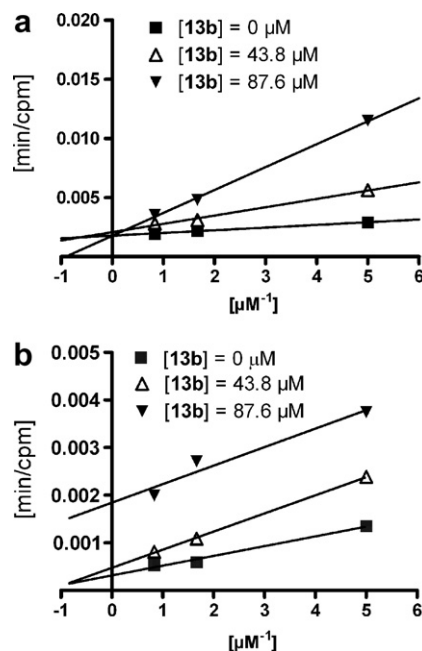 a
[13b] = 0 µM
[13b] = 43.8 µM
[13b] = 87.6 µM
0.020
0.015
0.010
0.005
[min/cpm]
-1 0 1 2 3 4 5 6
[µM⁻¹]
b
[13b] = 0 µM
[13b] = 43.8 µM
[13b] = 87.6 µM
0.005
0.004
0.003
0.002
0.001
[min/cpm]
-1 0 1 2 3 4 5 6
[µM⁻¹]